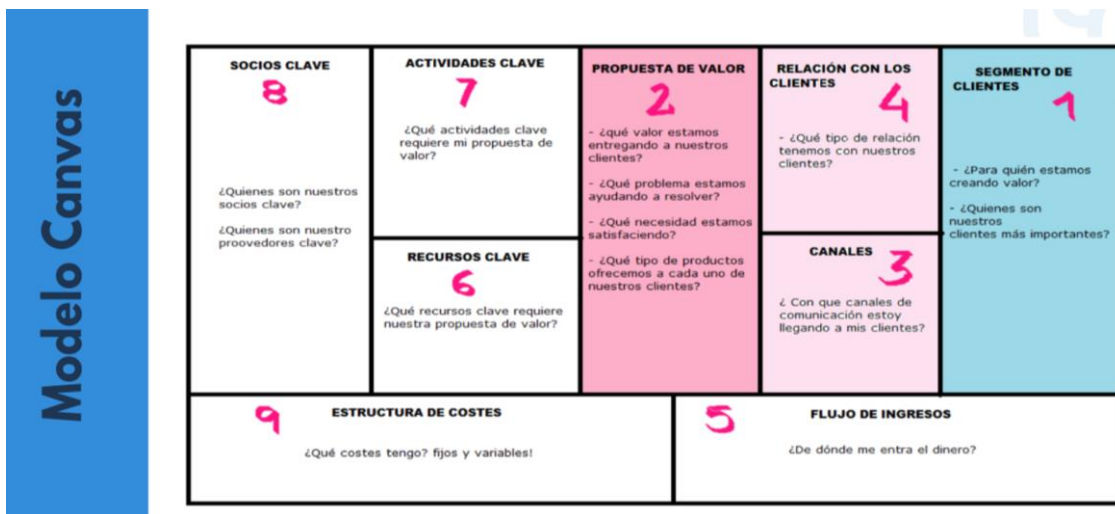 Modelo Canvas
SOCIOS CLAVE
8
¿Quienes son nuestros
socios clave?
¿Quienes son nuestro
proovedores clave?
ACTIVIDADES CLAVE
7
¿Qué actividades clave
requiere mi propuesta de
valor?
RECURSOS CLAVE
6
¿Qué recursos clave requiere
nuestra propuesta de valor?
PROPUESTA DE VALOR
2
- ¿qué valor estamos
entregando a nuestros
clientes?
- ¿Qué problema estamos
ayudando a resolver?
- ¿Qué necesidad estamos
satisfaciendo?
- ¿Qué tipo de productos
ofrecemos a cada uno de
nuestros clientes?
RELACIÓN CON LOS
CLIENTES
4
- ¿Qué tipo de relación
tenemos con nuestros
clientes?
CANALES
3
¿ Con que canales de
comunicación estoy
llegando a mis clientes?
SEGMENTO DE
CLIENTES
1
- ¿Para quién estamos
creando valor?
- ¿Quienes son
nuestros
clientes más importantes?
9
ESTRUCTURA DE COSTES
¿Qué costes tengo? fijos y variables!
5
FLUJO DE INGRESOS
¿De dónde me entra el dinero?